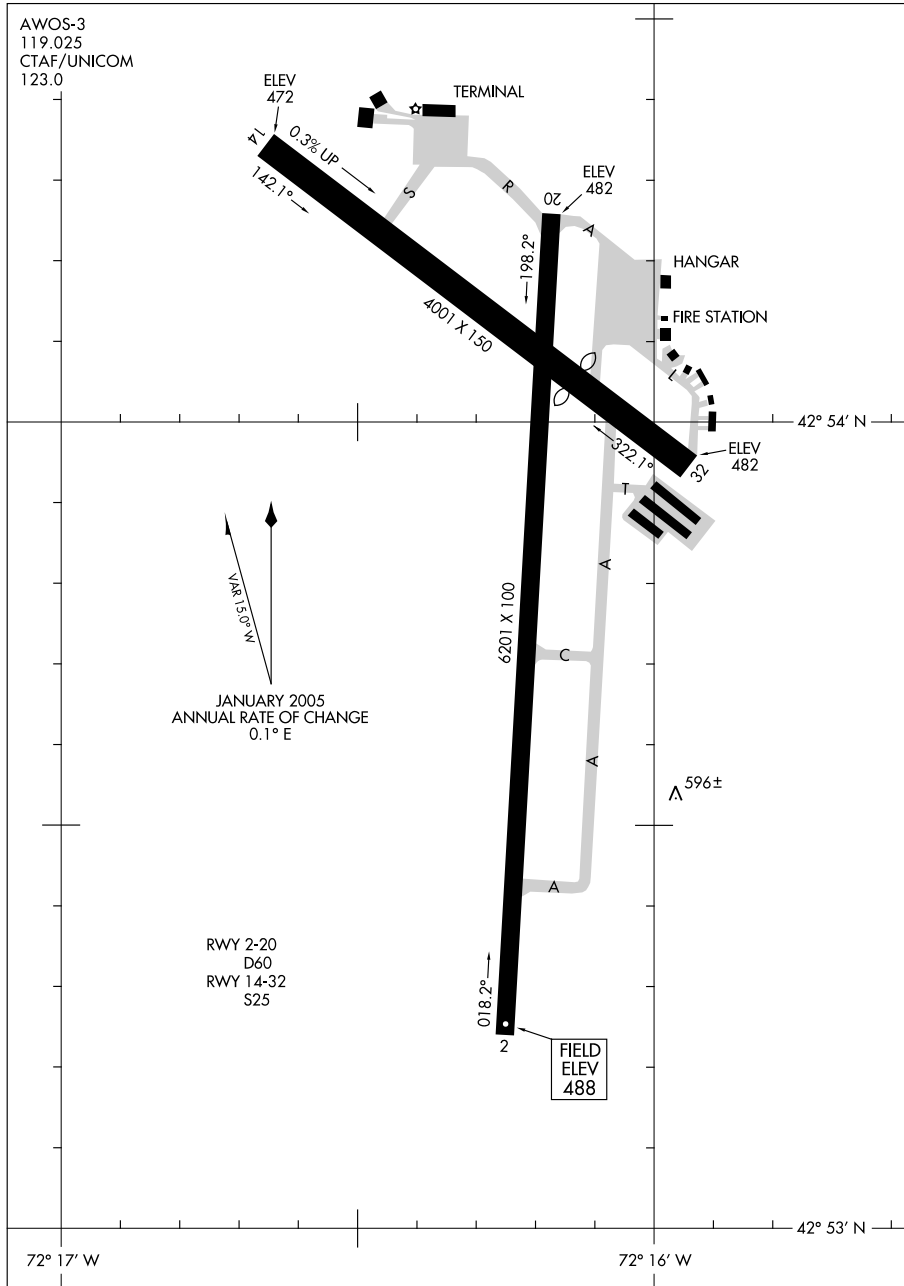 AWOS-3
119.025
CTAF/UNICOM
123.0
ELEV
472
TERMINAL
14
0.3% UP
142.1°
S
R
ELEV
482
20
A
198.2°
HANGAR
4001 X 150
FIRE STATION
L
42° 54' N
322.1°
ELEV
482
32
T
A
VAR 15.0° W
6201 X 100
C
JANUARY 2005
ANNUAL RATE OF CHANGE
0.1° E
A
596±
A
RWY 2-20
D60
RWY 14-32
S25
018.2°
2
FIELD
ELEV
488
42° 53' N
72° 17' W
72° 16' W